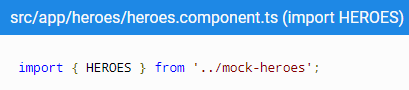 src/app/heroes/heroes.component.ts (import HEROES)
import { HEROES } from '../mock-heroes';